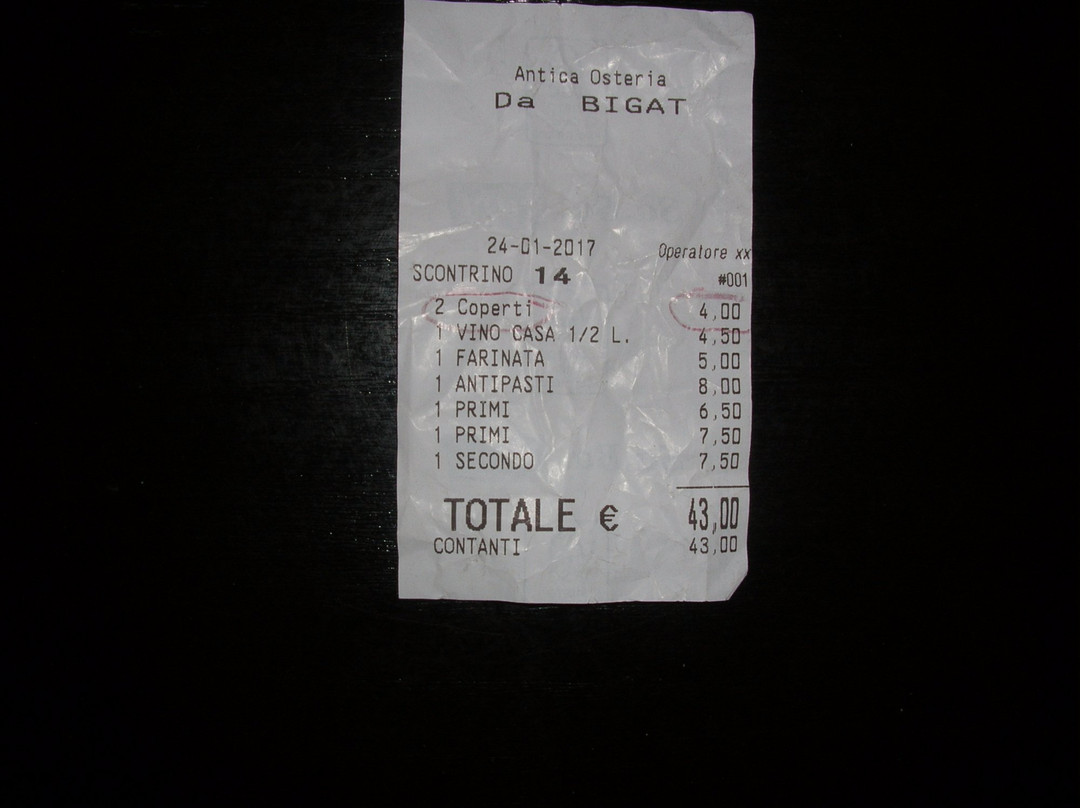 Antica Osteria
Da BIGAT
24-01-2017 Operatore xx
SCONTRINO 14 #001
2 Coperti 4,00
1 VINO CASA 1/2 L. 4,50
1 FARINATA 5,00
1 ANTIPASTI 8,00
1 PRIMI 6,50
1 PRIMI 7,50
1 SECONDO 7,50
TOTALE € 43,00
CONTANTI 43,00